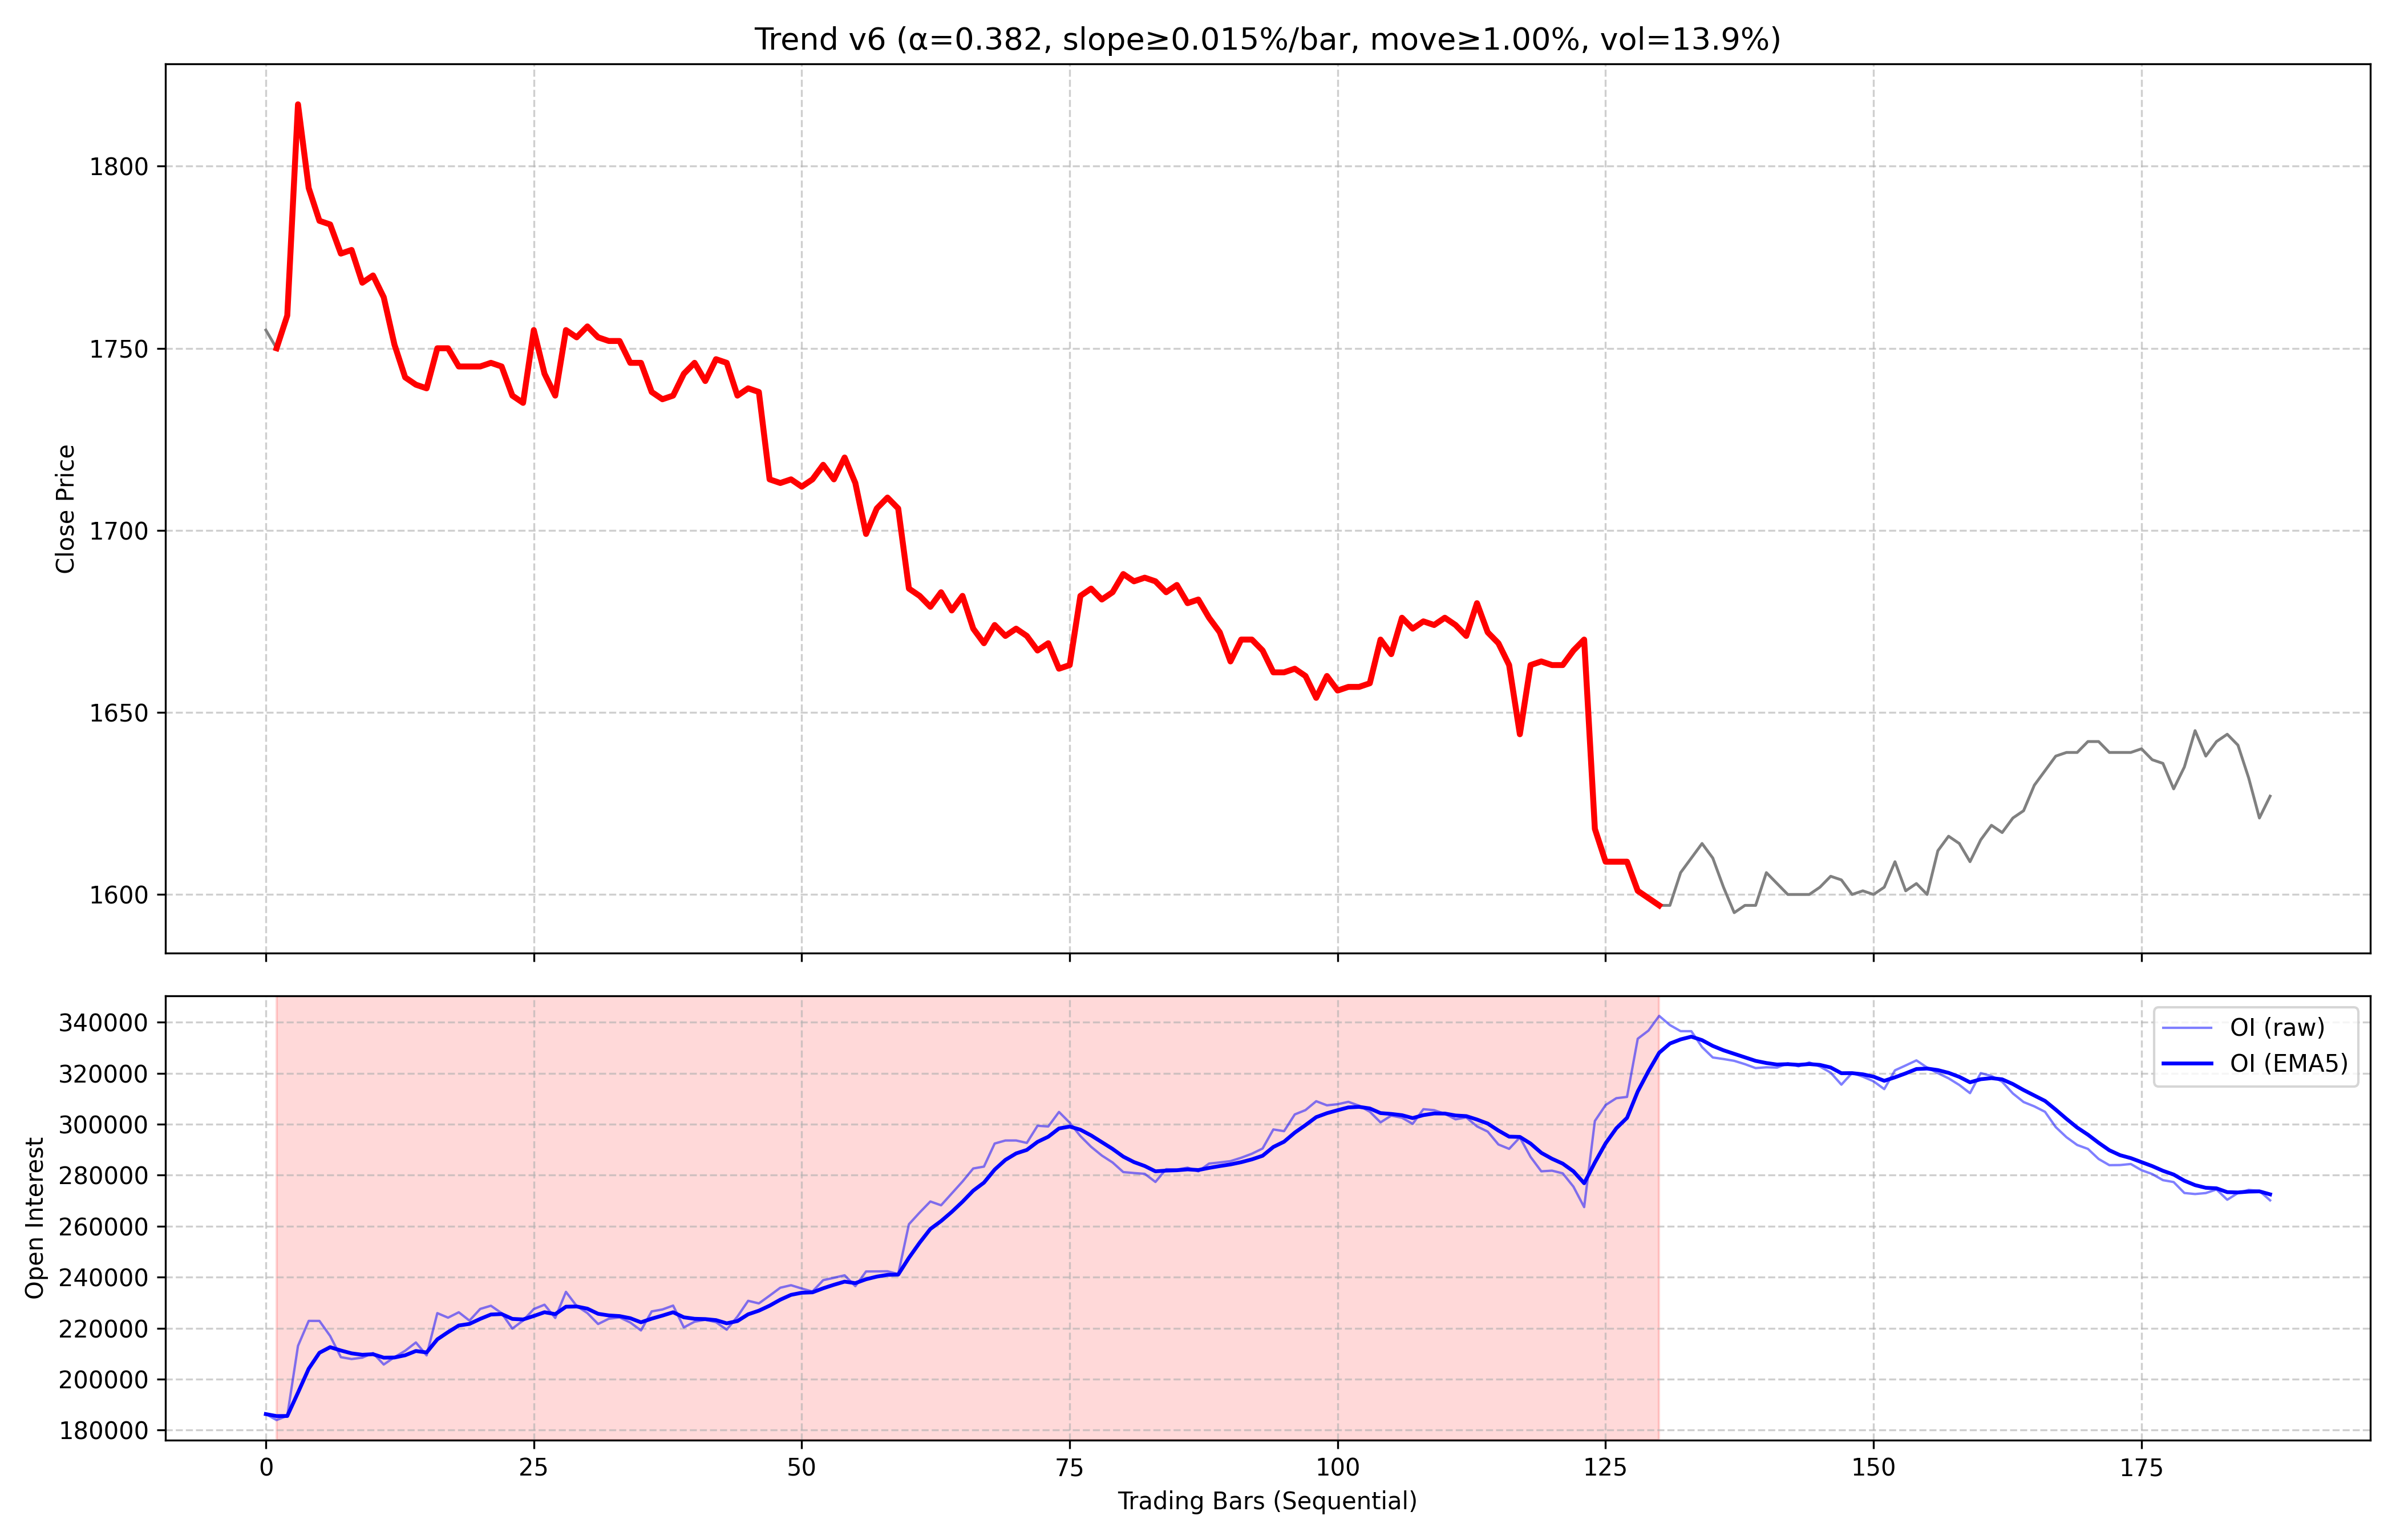 Trend v6 (α=0.382, slope≥0.015%/bar, move≥1.00%, vol=13.9%)
Close Price
1800
1750
1700
1650
1600
Open Interest
340000
320000
300000
280000
260000
240000
220000
200000
180000
OI (raw)
OI (EMA5)
0 25 50 75 100 125 150 175
Trading Bars (Sequential)